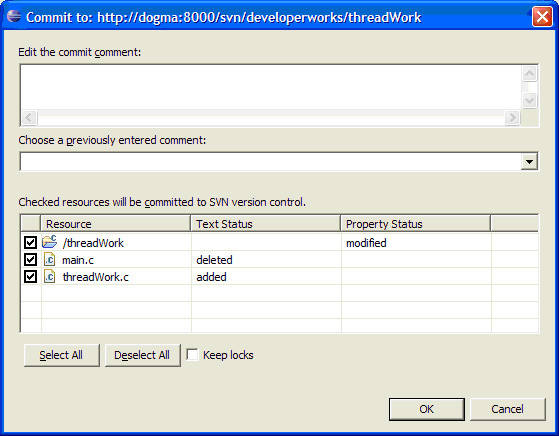 Commit to: http://dogma:8000/svn/developerworks/threadWork
Edit the commit comment:
Choose a previously entered comment:
Checked resources will be committed to SVN version control.
Resource Text Status Property Status
/threadWork modified
main.c deleted
threadWork.c added
Select All Deselect All Keep locks
OK Cancel